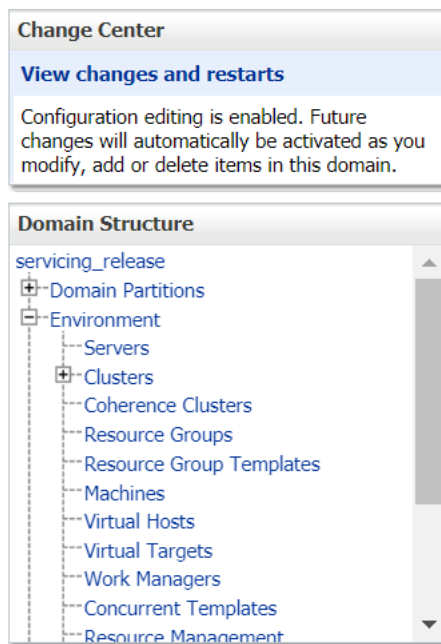 Change Center
View changes and restarts
Configuration editing is enabled. Future
changes will automatically be activated as you
modify, add or delete items in this domain.
Domain Structure
servicing_release
Domain Partitions
Environment
Servers
Clusters
Coherence Clusters
Resource Groups
Resource Group Templates
Machines
Virtual Hosts
Virtual Targets
Work Managers
Concurrent Templates
Resource Management